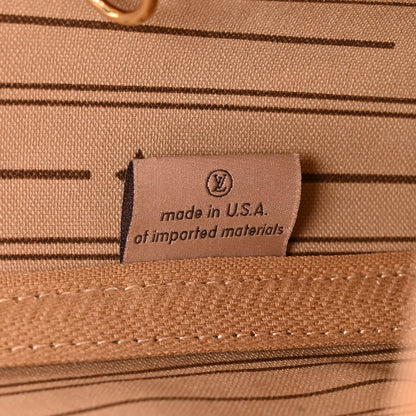 LV
made in U.S.A.
of imported materials